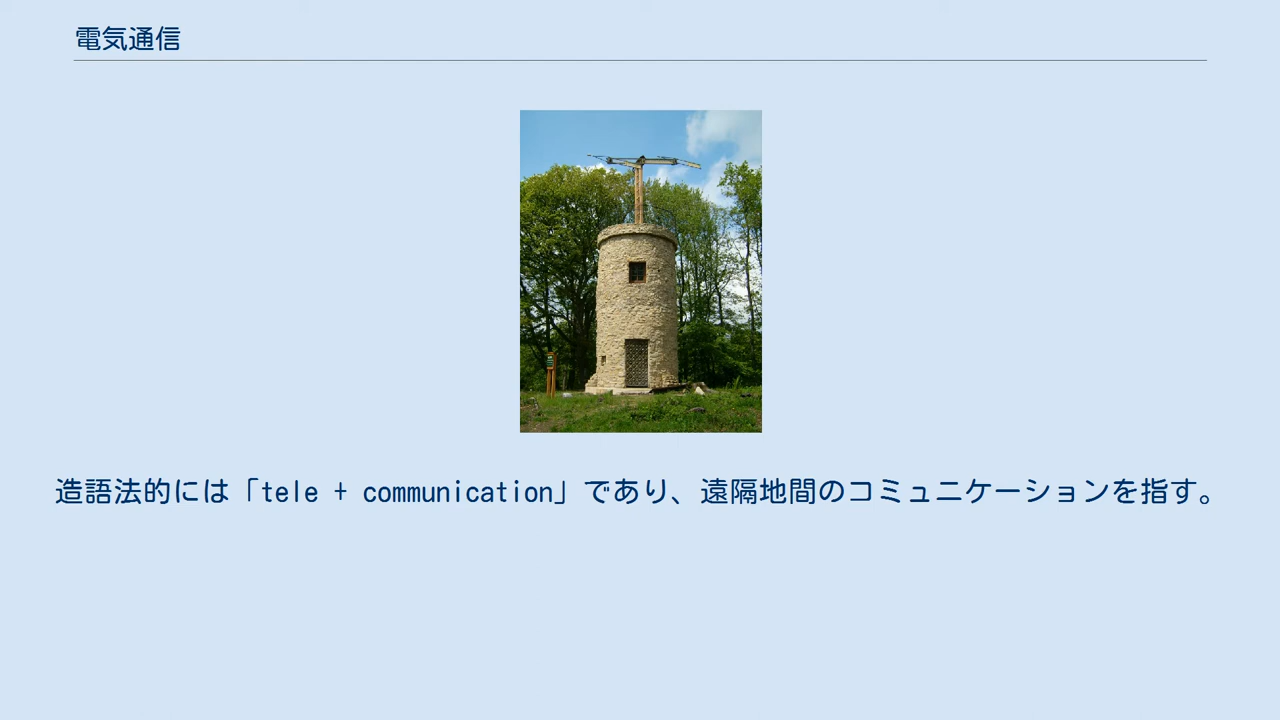 電気通信
造語法的には「tele + communication」であり、遠隔地間のコミュニケーションを指す。